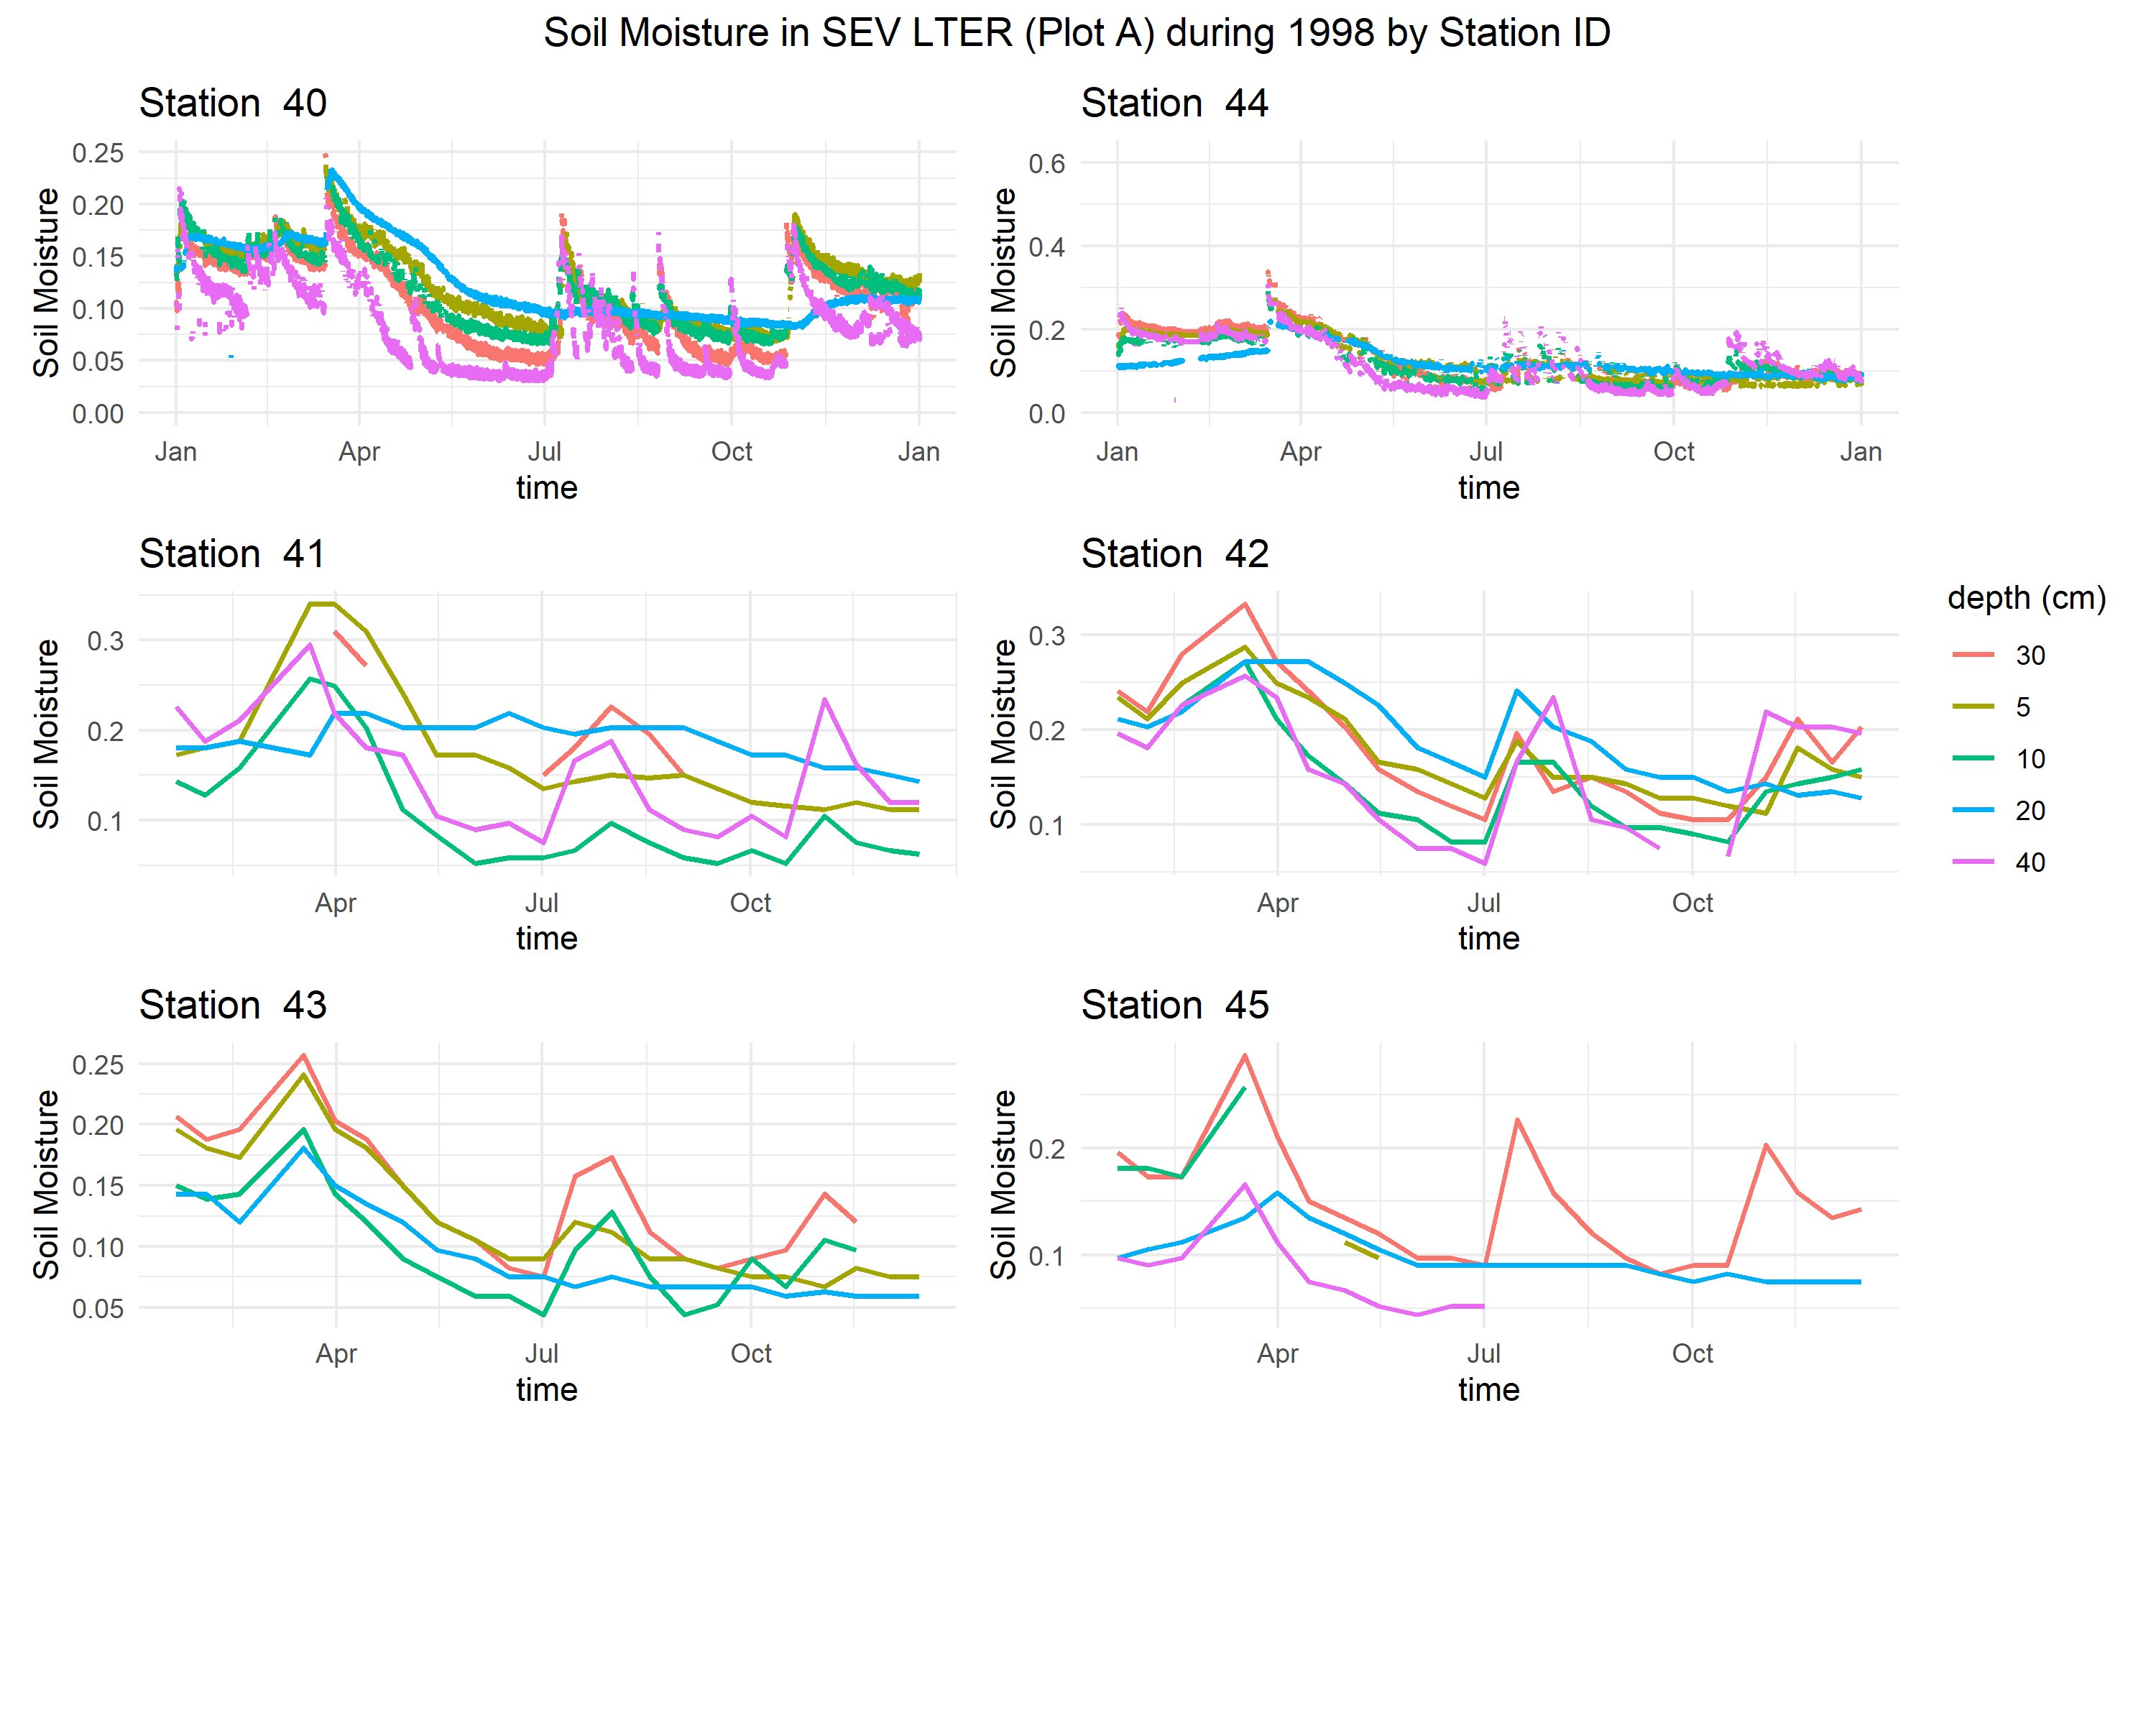 Soil Moisture in SEV LTER (Plot A) during 1998 by Station ID
Station 40
Soil Moisture
0.25
0.20
0.15
0.10
0.05
0.00
Jan Apr Jul Oct Jan
time
Station 44
Soil Moisture
0.6
0.4
0.2
0.0
Jan Apr Jul Oct Jan
time
Station 41
Soil Moisture
0.3
0.2
0.1
Apr Jul Oct
time
Station 42
Soil Moisture
0.3
0.2
0.1
Apr Jul Oct
time
depth (cm)
30
5
10
20
40
Station 43
Soil Moisture
0.25
0.20
0.15
0.10
0.05
Apr Jul Oct
time
Station 45
Soil Moisture
0.2
0.1
Apr Jul Oct
time